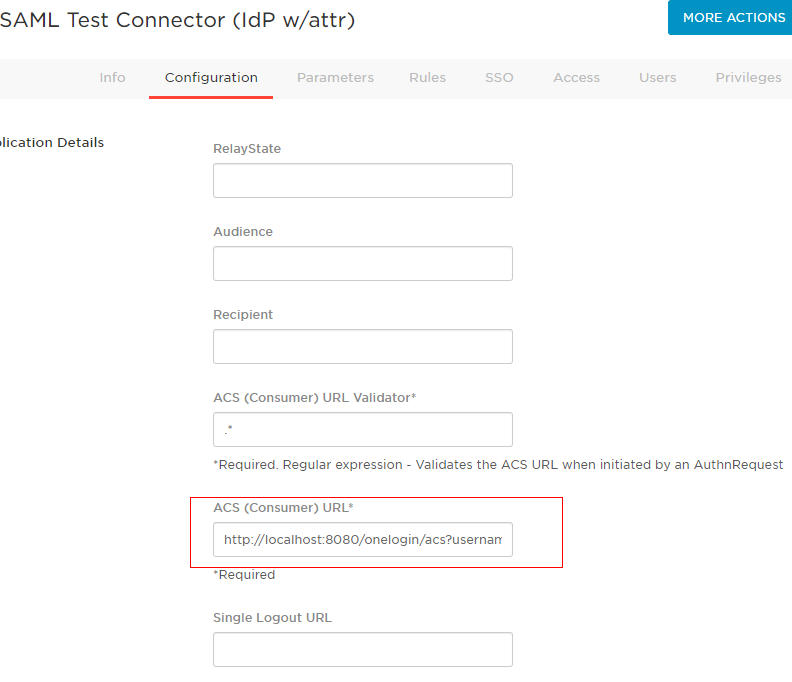 SAML Test Connector (IdP w/attr)
MORE ACTIONS
Info Configuration Parameters Rules SSO Access Users Privileges
lication Details
RelayState
Audience
Recipient
ACS (Consumer) URL Validator*
.*
*Required. Regular expression - Validates the ACS URL when initiated by an AuthnRequest
ACS (Consumer) URL*
http://localhost:8080/onelogin/acs?usernam
*Required
Single Logout URL